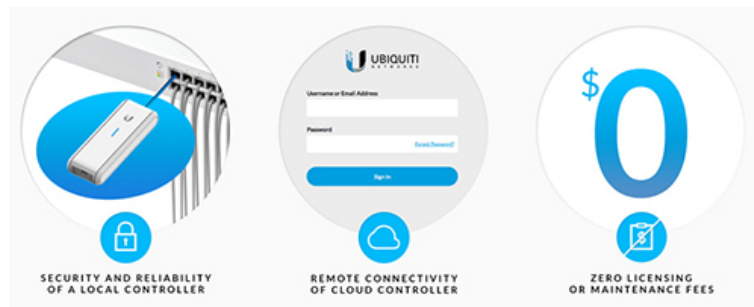 SECURITY AND RELIABILITY
OF A LOCAL CONTROLLER
UBIQUITI
NETWORKS
Username or Email Address
Password
Forgot Password?
Sign In
REMOTE CONNECTIVITY
OF CLOUD CONTROLLER
$0
ZERO LICENSING
OR MAINTENANCE FEES